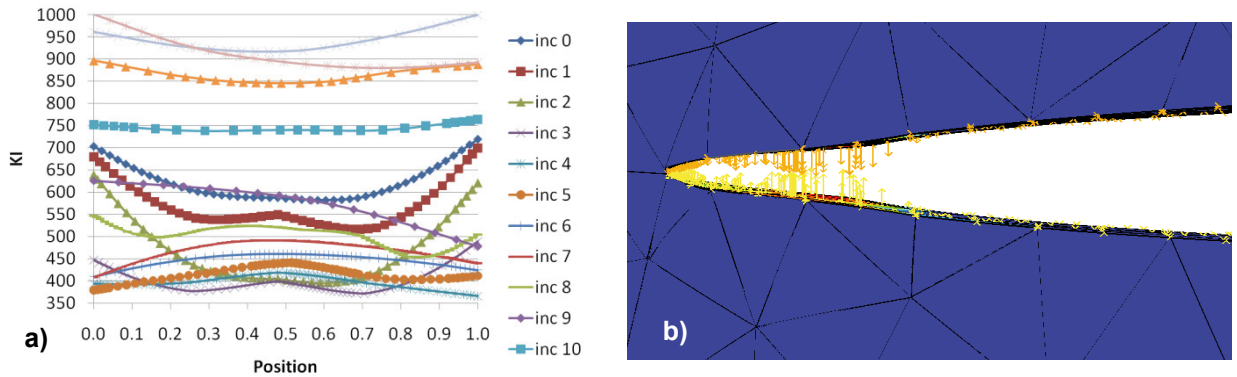 1000
950
900
850
800
750
700
650
600
550
500
450
400
350
KI
0.0 0.1 0.2 0.3 0.4 0.5 0.6 0.7 0.8 0.9 1.0
Position
a)
inc 0
inc 1
inc 2
inc 3
inc 4
inc 5
inc 6
inc 7
inc 8
inc 9
inc 10
b)